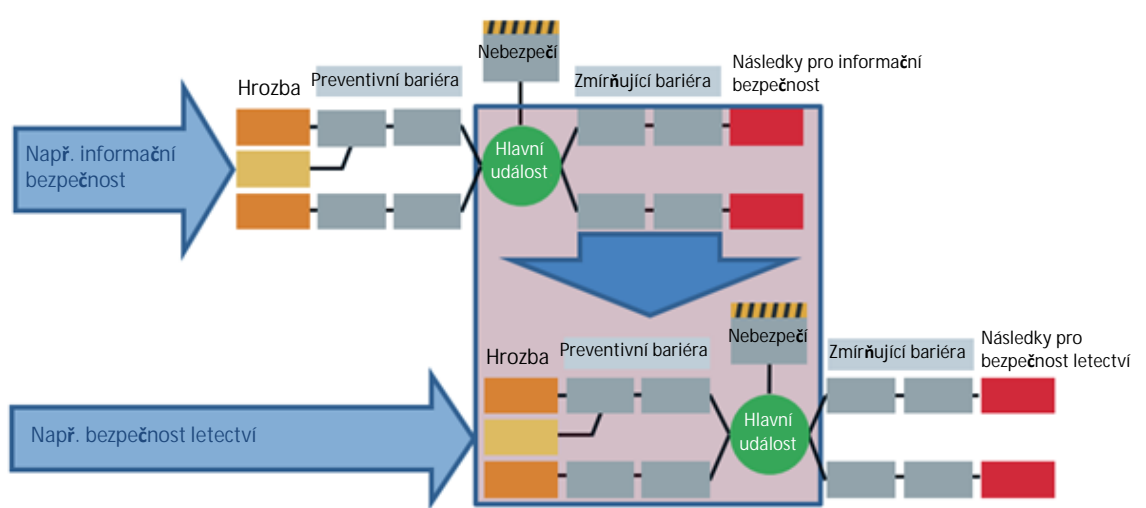 Nebezpečí
Následky pro informační
bezpečnost
Hrozba
Preventivní bariéra
Zmírňující bariéra
Např. informační
bezpečnost
Hlavní
událost
Nebezpečí
Následky pro
bezpečnost letectví
Hrozba
Preventivní bariéra
Zmírňující bariéra
Např. bezpečnost letectví
Hlavní
událost